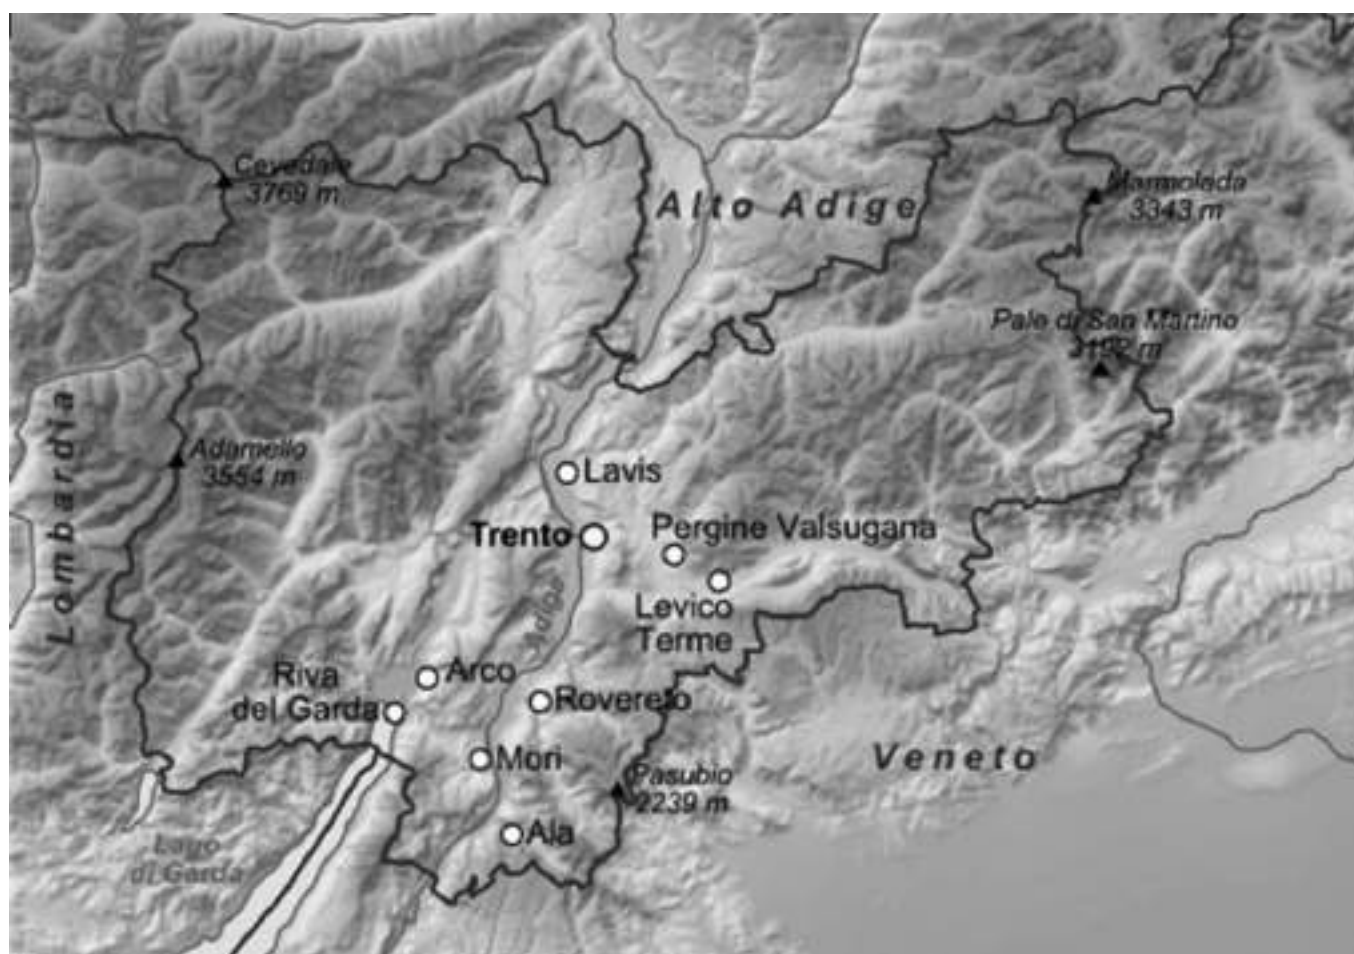 Cevedale
3769 m
Marmolada
3343 m
Alto Adige
Pale di San Martino
3192 m
Lombardia
Adamello
3554 m
Lavis
Trento
Pergine Valsugana
Levico
Terme
Adige
Arco
Riva
del Garda
Rovereto
Mori
Veneto
Pasubio
2239 m
Ala
Lago
di Garda